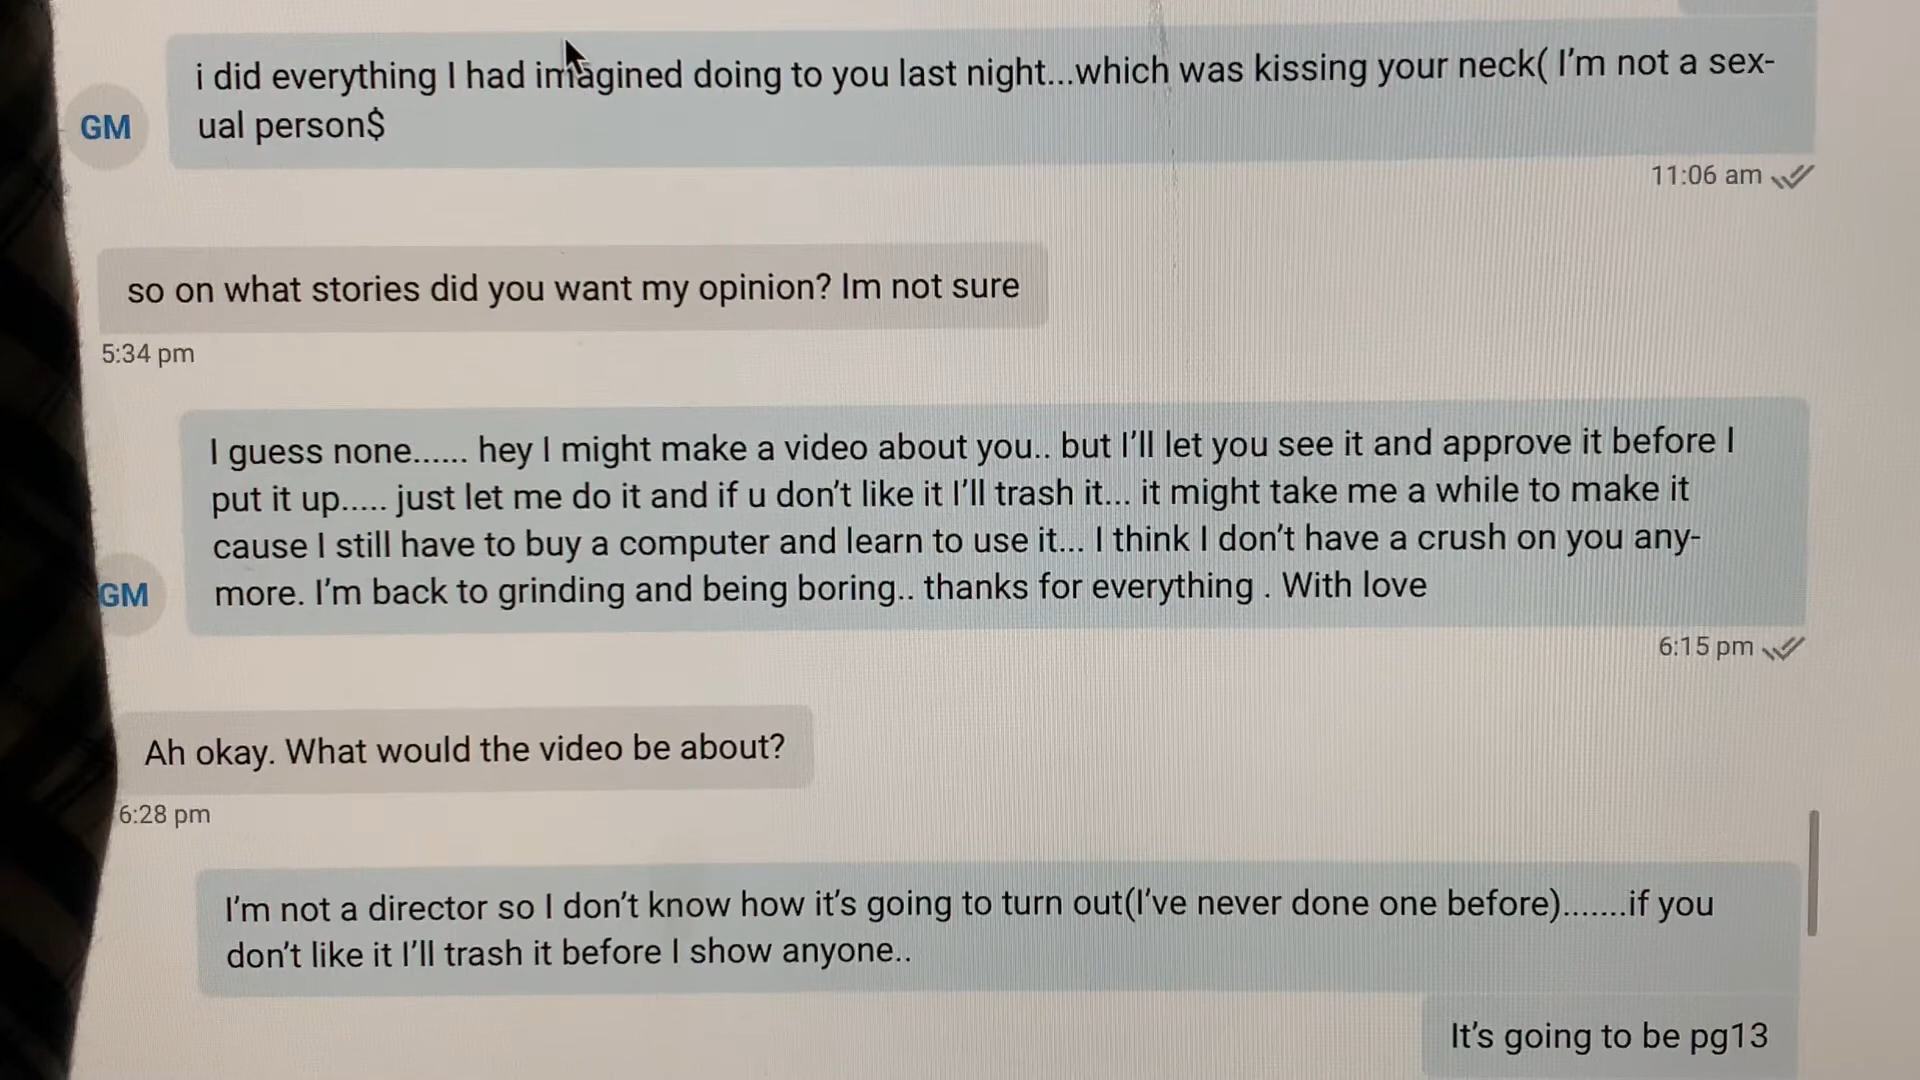 i did everything I had imagined doing to you last night...which was kissing your neck( I'm not a sex-
ual person$
GM
11:06 am
so on what stories did you want my opinion? Im not sure
5:34 pm
I guess none...... hey I might make a video about you.. but I'll let you see it and approve it before I
put it up..... just let me do it and if u don't like it I'll trash it... it might take me a while to make it
cause I still have to buy a computer and learn to use it... I think I don't have a crush on you any-
more. I'm back to grinding and being boring.. thanks for everything . With love
GM
6:15 pm
Ah okay. What would the video be about?
6:28 pm
I'm not a director so I don't know how it's going to turn out(I've never done one before).......if you
don't like it I'll trash it before I show anyone..
It's going to be pg13